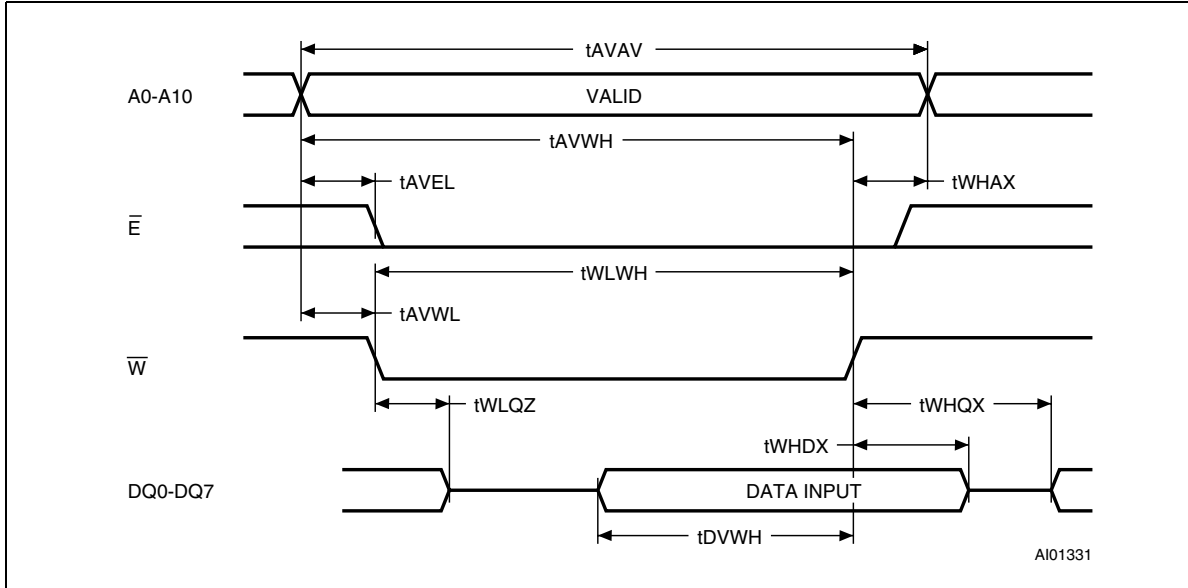 tAVAV
A0-A10
VALID
tAVWH
tAVEL
tWHAX
E̅
tWLWH
tAVWL
W̅
tWLQZ
tWHQX
tWHDX
DQ0-DQ7
DATA INPUT
tDVWH
AI01331